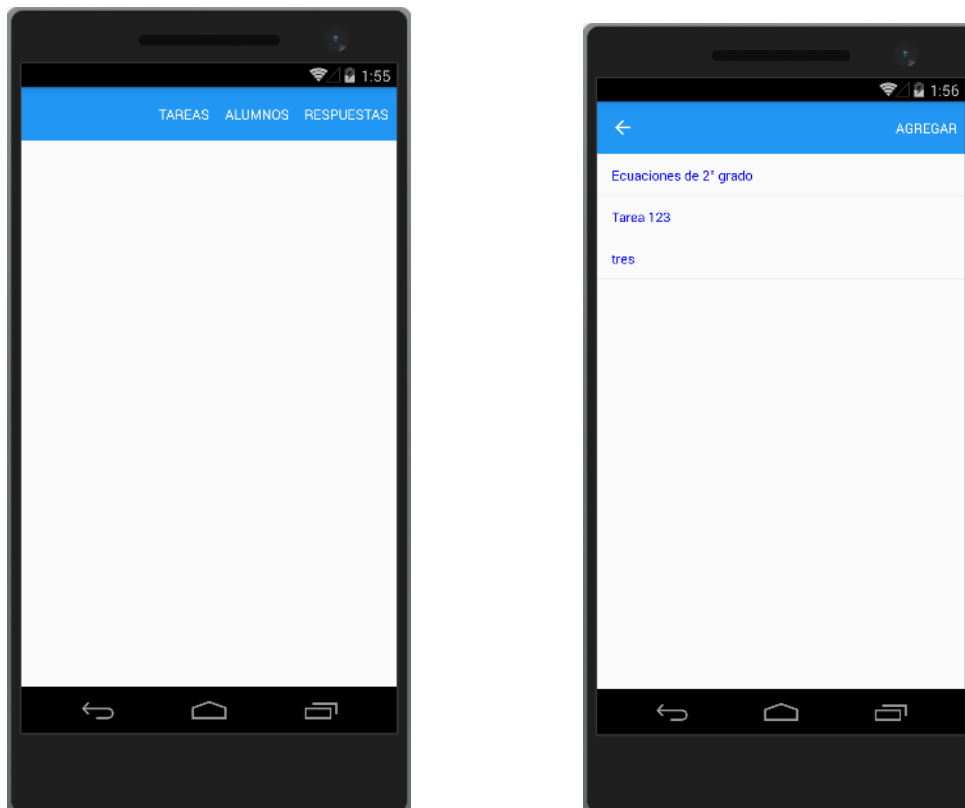 1:55
TAREAS ALUMNOS RESPUESTAS
1:56
AGREGAR
Ecuaciones de 2° grado
Tarea 123
tres